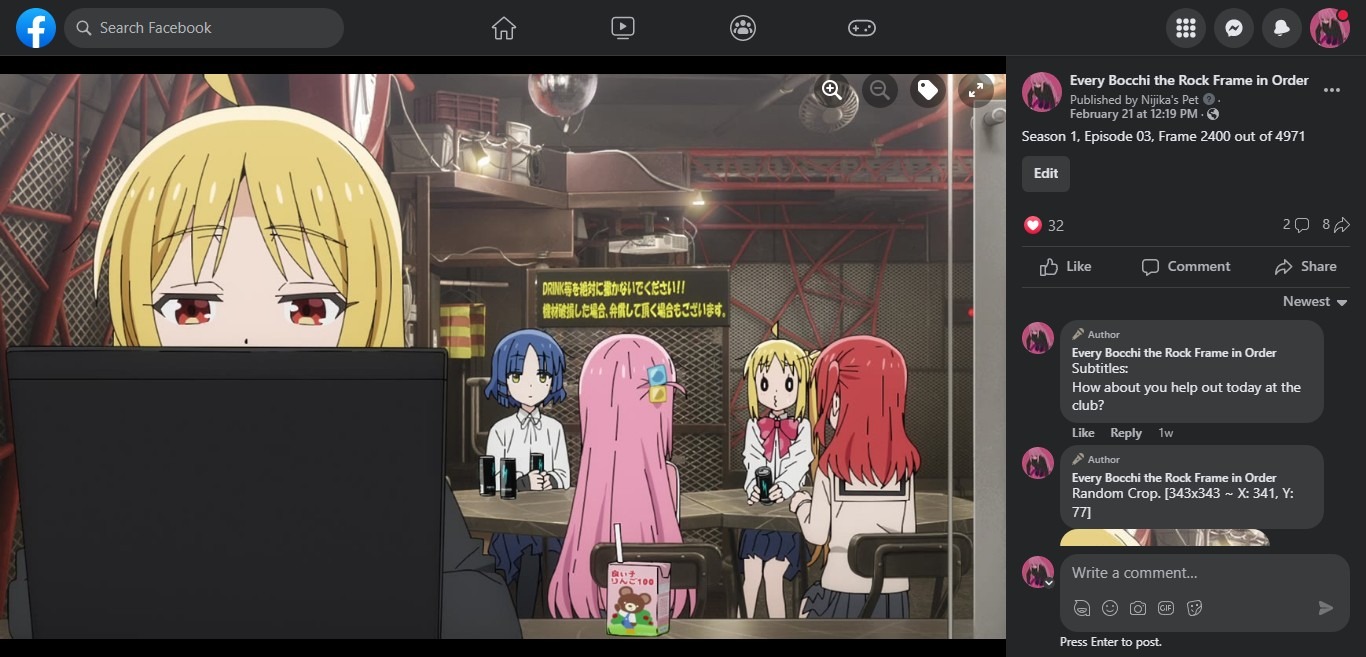 Search Facebook
DRINK等を絶対に撒かないでください!!
機材破損した場合、弁償して頂く場合もございます。
良い子
りんご100
Every Bocchi the Rock Frame in Order
Published by Nijika's Pet
February 21 at 12:19 PM ·
Season 1, Episode 03, Frame 2400 out of 4971
Edit
32
2
8
Like
Comment
Share
Newest
Author
Every Bocchi the Rock Frame in Order
Subtitles:
How about you help out today at the
club?
Like Reply 1w
Author
Every Bocchi the Rock Frame in Order
Random Crop. [343x343 ~ X: 341, Y:
77]
Write a comment...
GIF
Press Enter to post.